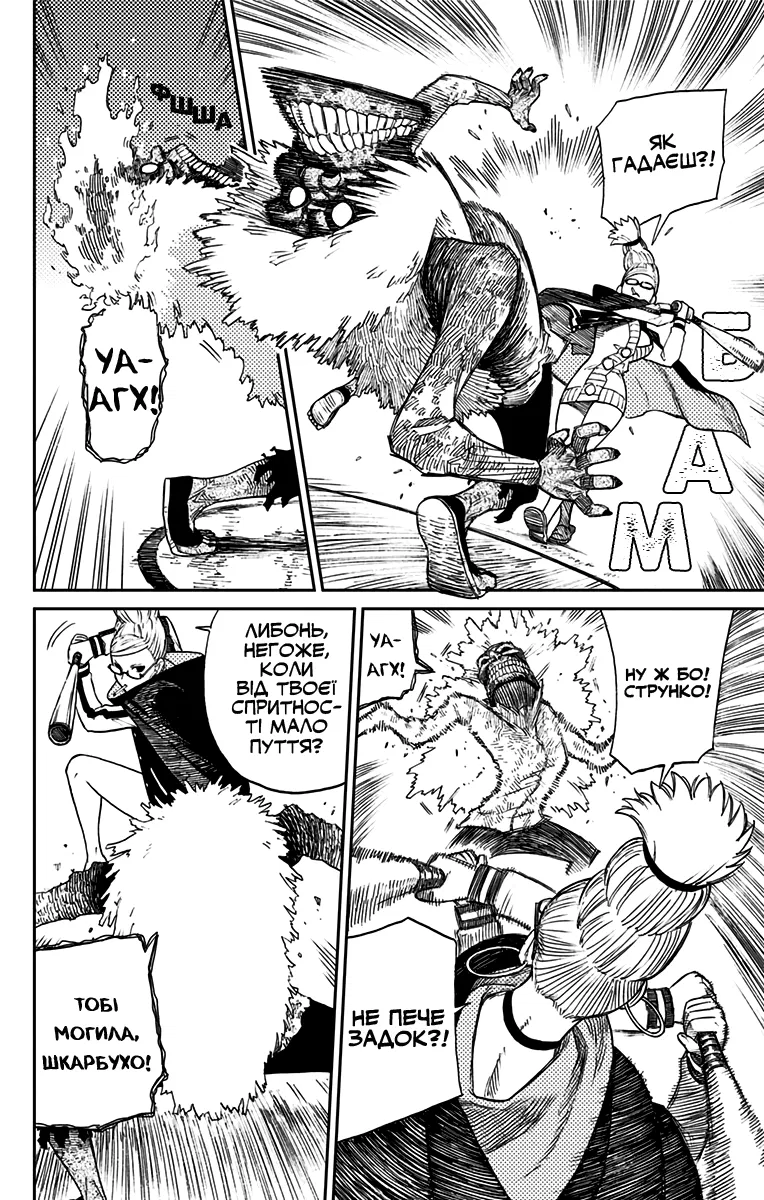 ЯК
ГАДАЄШ?!
БАМ
ФШША
УА-
АГХ!
НУ Ж БО!
СТРУНКО!
УА-
АГХ!
НЕ ПЕЧЕ
ЗАДОК?!
ЛИБОНЬ,
НЕГОЖЕ,
КОЛИ
ВІД ТВОЄЇ
СПРИТНОС-
ТІ МАЛО
ПУТТЯ?
ТОБІ
МОГИЛА,
ШКАРБУХО!